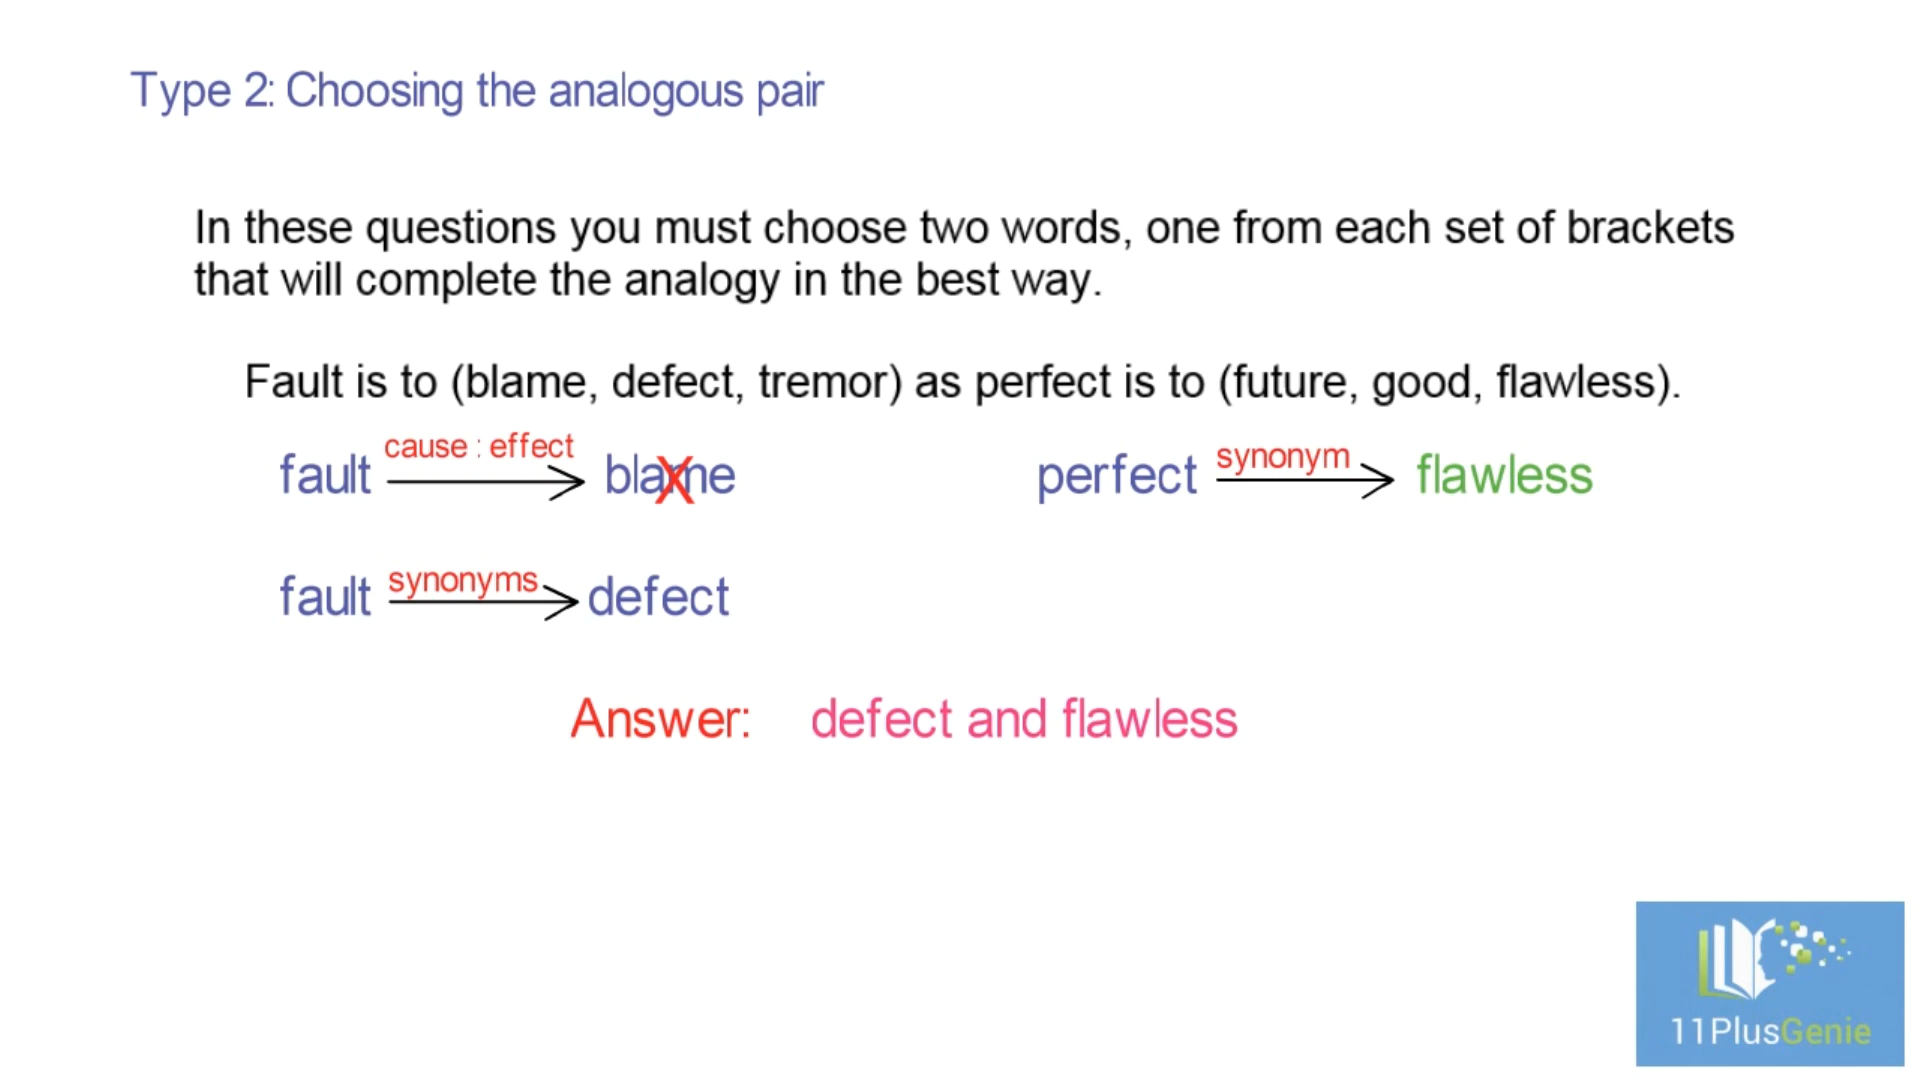 Type 2: Choosing the analogous pair
In these questions you must choose two words, one from each set of brackets
that will complete the analogy in the best way.
Fault is to (blame, defect, tremor) as perfect is to (future, good, flawless).
fault cause : effect blame X perfect synonym flawless
fault synonyms defect
Answer: defect and flawless
11PlusGenie